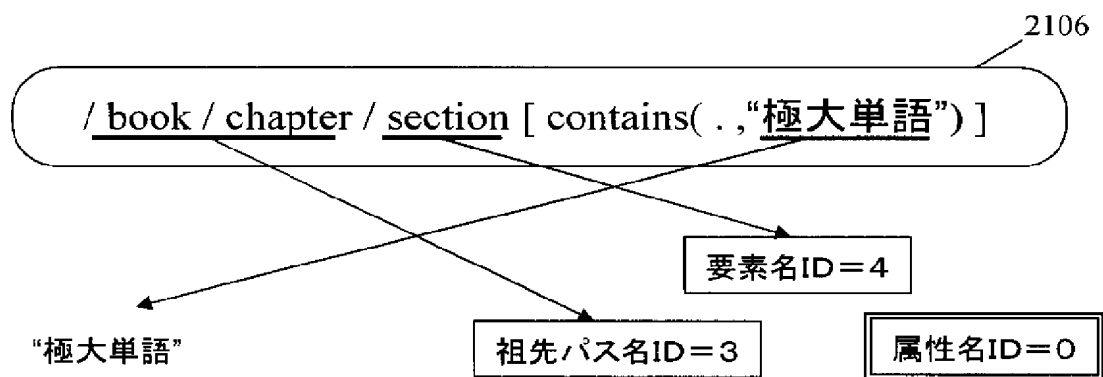 2106
/ book / chapter / section [ contains( . ,“極大単語”) ]
要素名ID＝4
“極大単語”
祖先パス名ID＝3
属性名ID＝0